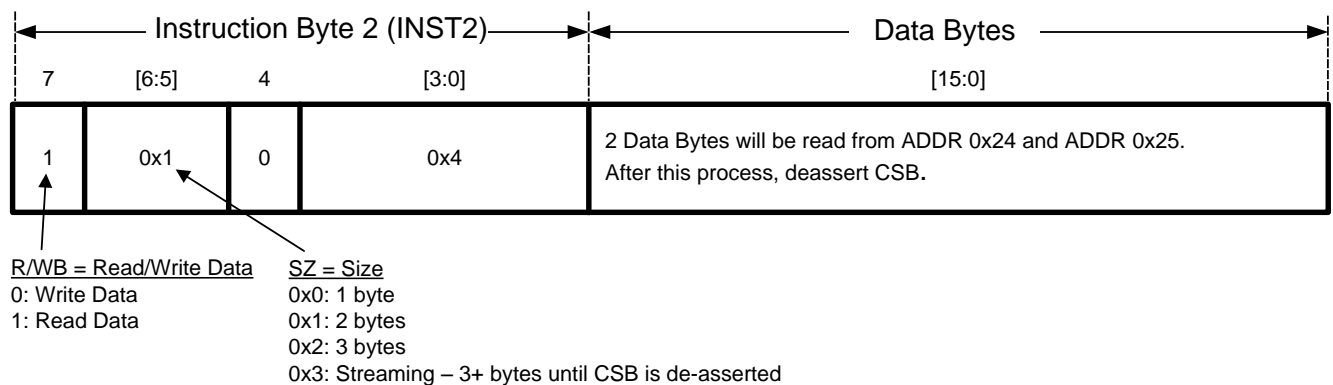 Instruction Byte 2 (INST2) Data Bytes
7 [6:5] 4 [3:0] [15:0]
1 0x1 0 0x4 2 Data Bytes will be read from ADDR 0x24 and ADDR 0x25.
After this process, deassert CSB.
R/WB = Read/Write Data SZ = Size
0: Write Data 0x0: 1 byte
1: Read Data 0x1: 2 bytes
0x2: 3 bytes
0x3: Streaming – 3+ bytes until CSB is de-asserted